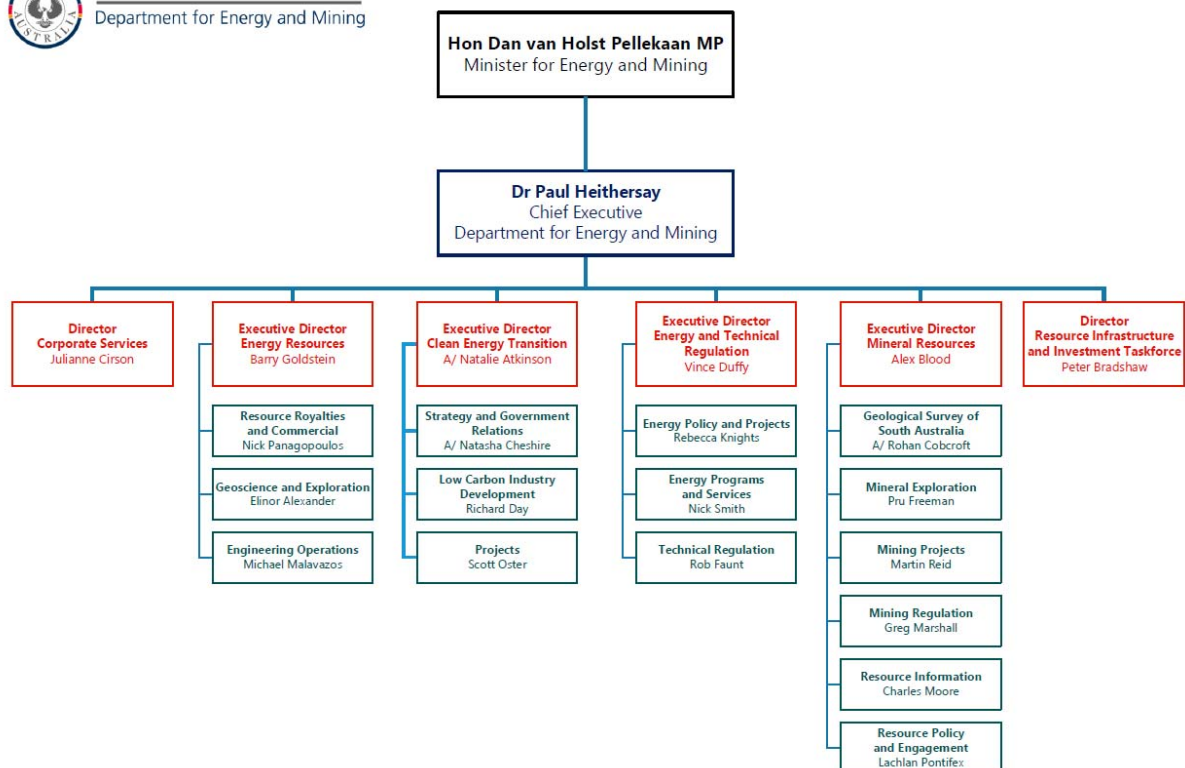 AUSTRALIA
Department for Energy and Mining
Hon Dan van Holst Pellekaan MP
Minister for Energy and Mining
Dr Paul Heithersay
Chief Executive
Department for Energy and Mining
Director
Corporate Services
Julianne Cirson
Executive Director
Energy Resources
Barry Goldstein
Resource Royalties
and Commercial
Nick Panagopoulos
Geoscience and Exploration
Elinor Alexander
Engineering Operations
Michael Malavazos
Executive Director
Clean Energy Transition
A/ Natalie Atkinson
Strategy and Government
Relations
A/ Natasha Cheshire
Low Carbon Industry
Development
Richard Day
Projects
Scott Oster
Executive Director
Energy and Technical
Regulation
Vince Duffy
Energy Policy and Projects
Rebecca Knights
Energy Programs
and Services
Nick Smith
Technical Regulation
Rob Faunt
Executive Director
Mineral Resources
Alex Blood
Geological Survey of
South Australia
A/ Rohan Cobcroft
Mineral Exploration
Pru Freeman
Mining Projects
Martin Reid
Mining Regulation
Greg Marshall
Resource Information
Charles Moore
Resource Policy
and Engagement
Lachlan Pontifex
Director
Resource Infrastructure
and Investment Taskforce
Peter Bradshaw